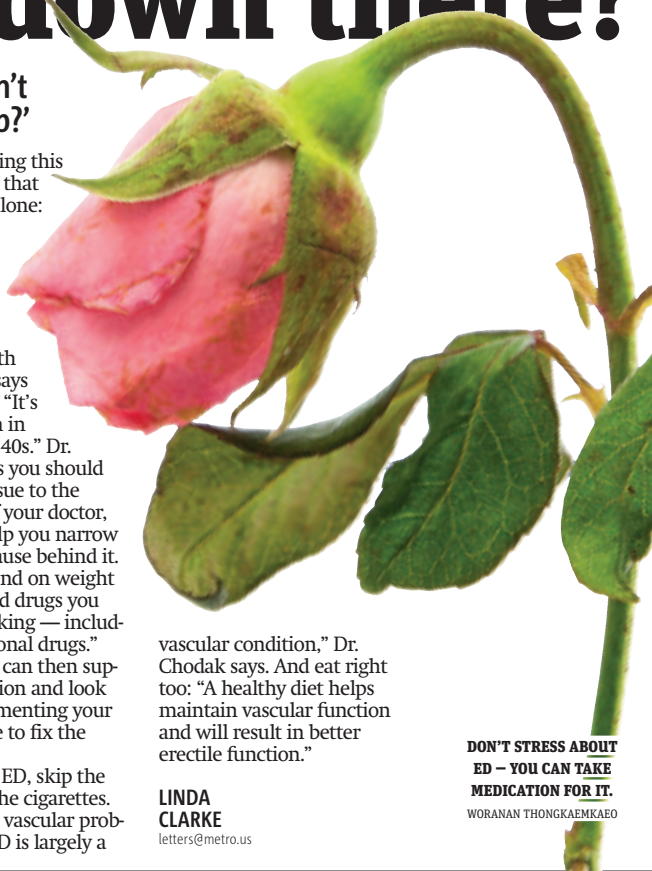 down there?
n't
p?'
ing this
that
lone:
th
says
“It's
n in
40s.” Dr.
s you should
sue to the
f your doctor,
lp you narrow
ause behind it.
nd on weight
d drugs you
king — includ-
onal drugs.”
can then sup-
ion and look
menting your
e to fix the
ED, skip the
he cigarettes.
vascular prob-
D is largely a
vascular condition,” Dr.
Chodak says. And eat right
too: “A healthy diet helps
maintain vascular function
and will result in better
erectile function.”
LINDA
CLARKE
letters@metro.us
DON'T STRESS ABOUT
ED – YOU CAN TAKE
MEDICATION FOR IT.
WORANAN THONGKAEMKAEO